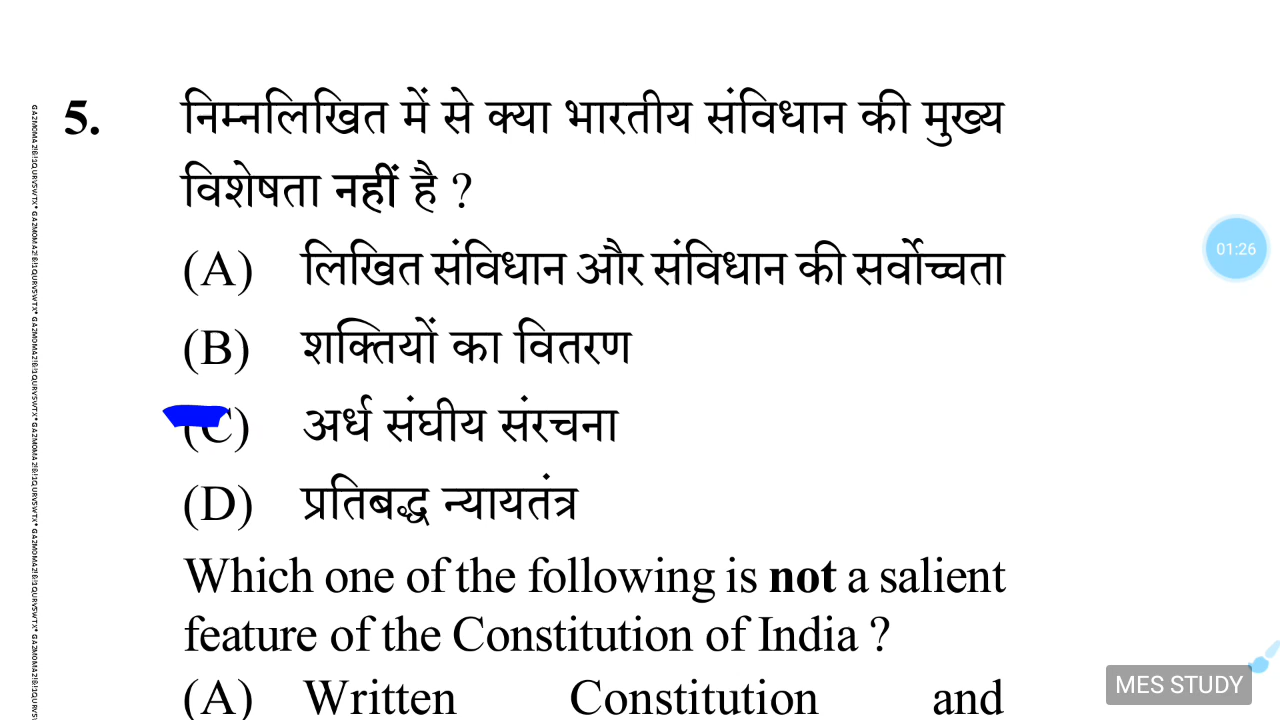 5. निम्नलिखित में से क्या भारतीय संविधान की मुख्य
विशेषता नहीं है ?
(A) लिखित संविधान और संविधान की सर्वोच्चता
(B) शक्तियों का वितरण
(C) अर्ध संघीय संरचना
(D) प्रतिबद्ध न्यायतंत्र
Which one of the following is not a salient
feature of the Constitution of India ?
(A) Written Constitution and
01:26
MES STUDY